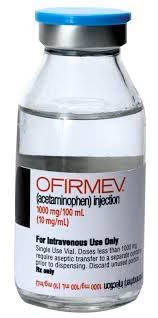 OFIRMEV
(acetaminophen) injection
1000 mg/100 mL
(10 mg/mL)
For Intravenous Use Only
Single Use Vial. Doses less than 1000 mg
require aseptic transfer to a separate container
prior to dispensing. Discard unused portion.
Rx only